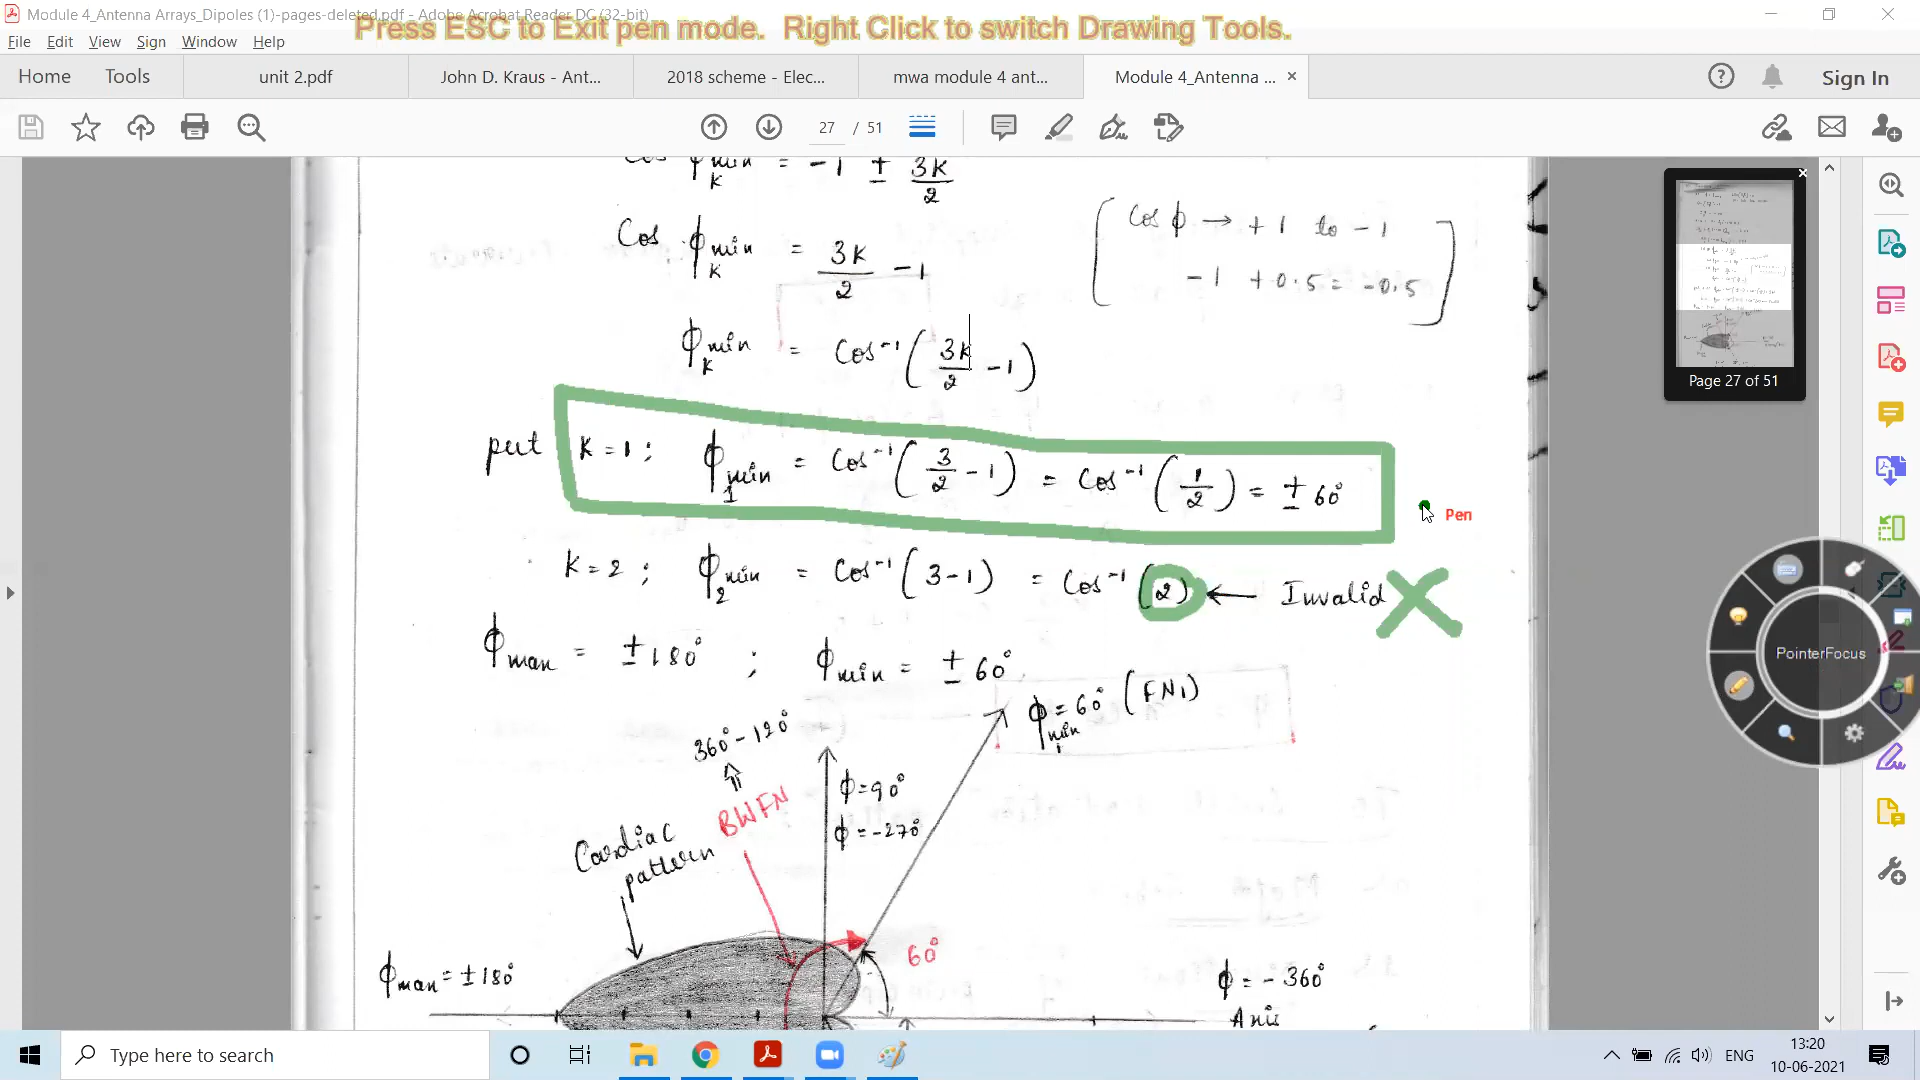 Module 4_Antenna Arrays_Dipoles (1)-pages-deleted.pdf - Adobe Acrobat Reader DC (32-bit)
Press ESC to Exit pen mode. Right Click to switch Drawing Tools.
File Edit View Sign Window Help
Home Tools unit 2.pdf John D. Kraus - Ant... 2018 scheme - Elec... mwa module 4 ant... Module 4_Antenna ... × Sign In
27 / 51
Cos ϕmin K = -1 ± 3K/2
Cos ϕmin K = 3K/2 - 1
[Cos ϕ → +1 to -1
-1 + 0.5 = -0.5]
ϕmin K = Cos⁻¹(3K/2 - 1)
put K=1; ϕmin 1 = Cos⁻¹(3/2 - 1) = Cos⁻¹(1/2) = ±60°
Pen
K=2; ϕmin 2 = Cos⁻¹(3-1) = Cos⁻¹(2) ← Invalid
ϕmax = ±180° ; ϕmin = ±60°
ϕmin 1 = 60° (FN1)
360° - 120°
BWFN
ϕ=90°
ϕ=-270°
Cardiac pattern
60°
ϕmax = ±180°
ϕ = -360°
Axis
Page 27 of 51
PointerFocus
Type here to search
ENG
13:20
10-06-2021